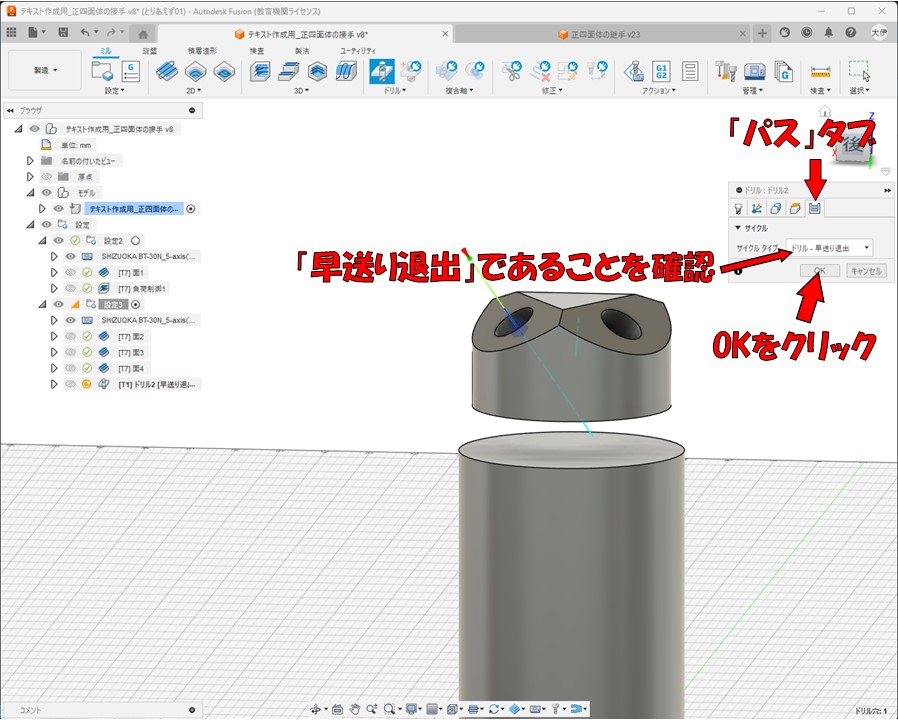 テキスト作成用_正四面体の接手 v8* (とりあえず01) - Autodesk Fusion (教育機関ライセンス)
テキスト作成用_正四面体の接手 v8*
正四面体の継手 v23
大伊
ミル
旋盤
積層造形
検査
製法
ユーティリティ
製造
設定
2D
3D
ドリル
複合軸
修正
アクション
管理
検査
選択
G1
G2
ブラウザ
テキスト作成用_正四面体の接手 v8
単位: mm
名前の付いたビュー
原点
モデル
テキスト作成用_正四面体の...
設定
設定2
SHIZUOKA BT-30N_5-axis(...
[T7] 面1
[T7] 負荷制御1
設定3
SHIZUOKA BT-30N_5-axis(...
[T7] 面2
[T7] 面3
[T7] 面4
[T1] ドリル2 [早送り退...
「パス」タブ
Z
後
X
ドリル : ドリル2
サイクル
サイクル タイプ
ドリル - 早送り退出
OK
キャンセル
「早送り退出」であることを確認
OKをクリック
コメント
ドリル穴: 1